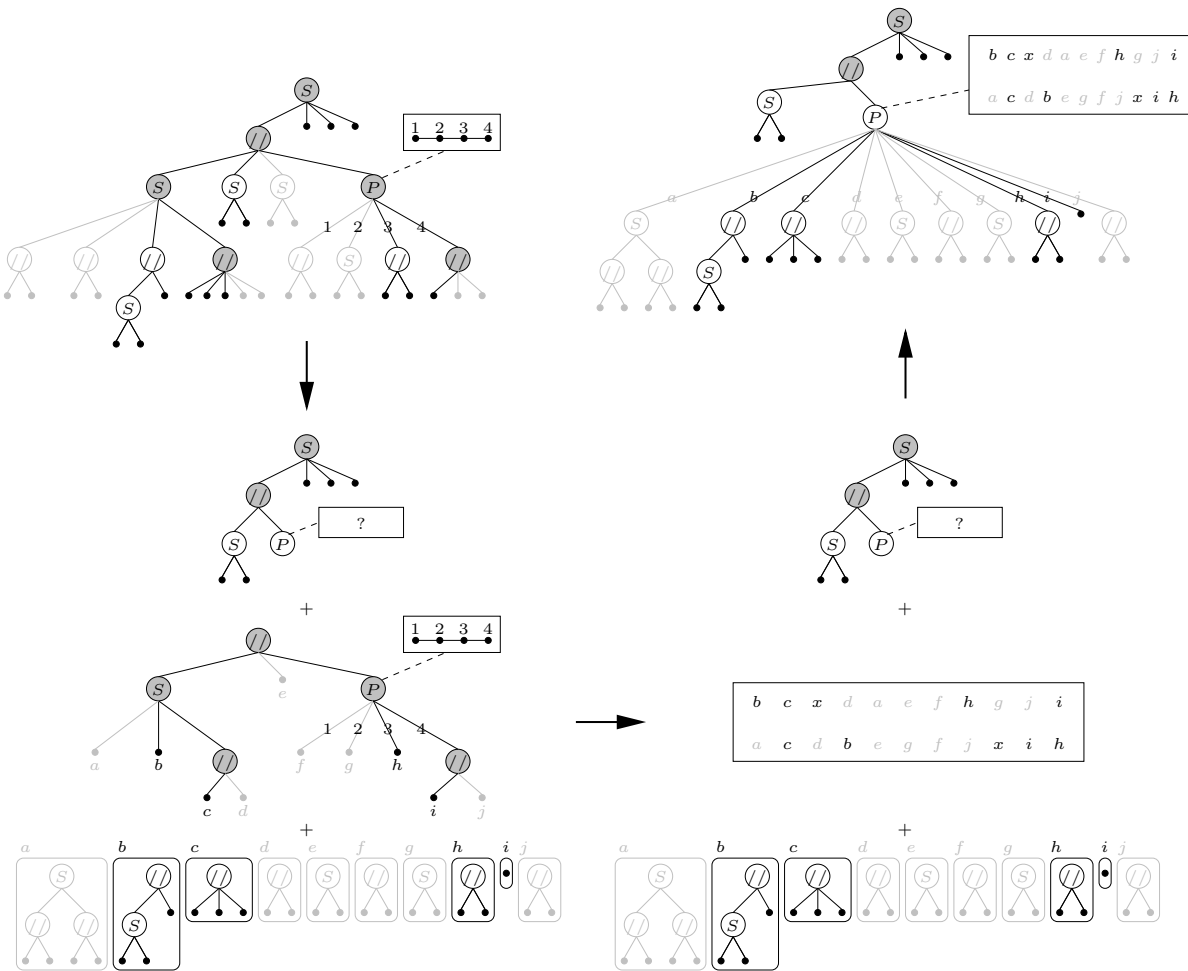 S
b c x d a e f h g j i
S // a c d b e g f j x i h
//
S
1 2 3 4
P
S S S P
a b c d e f g h i j
1 2 3 4
S // // // // // S S // //
// // // // // S // //
// // S
S
S S
S
// //
? ?
S P S P
+ +
1 2 3 4
//
e
S P
b c x d a e f h g j i
1 2 3 4
a c d b e g f j x i h
a b // f g h //
c d i j
+ +
a b c d e f g h i j a b c d e f g h i j
S // // // S // S // // S // // // S // S // //
// // S // // S